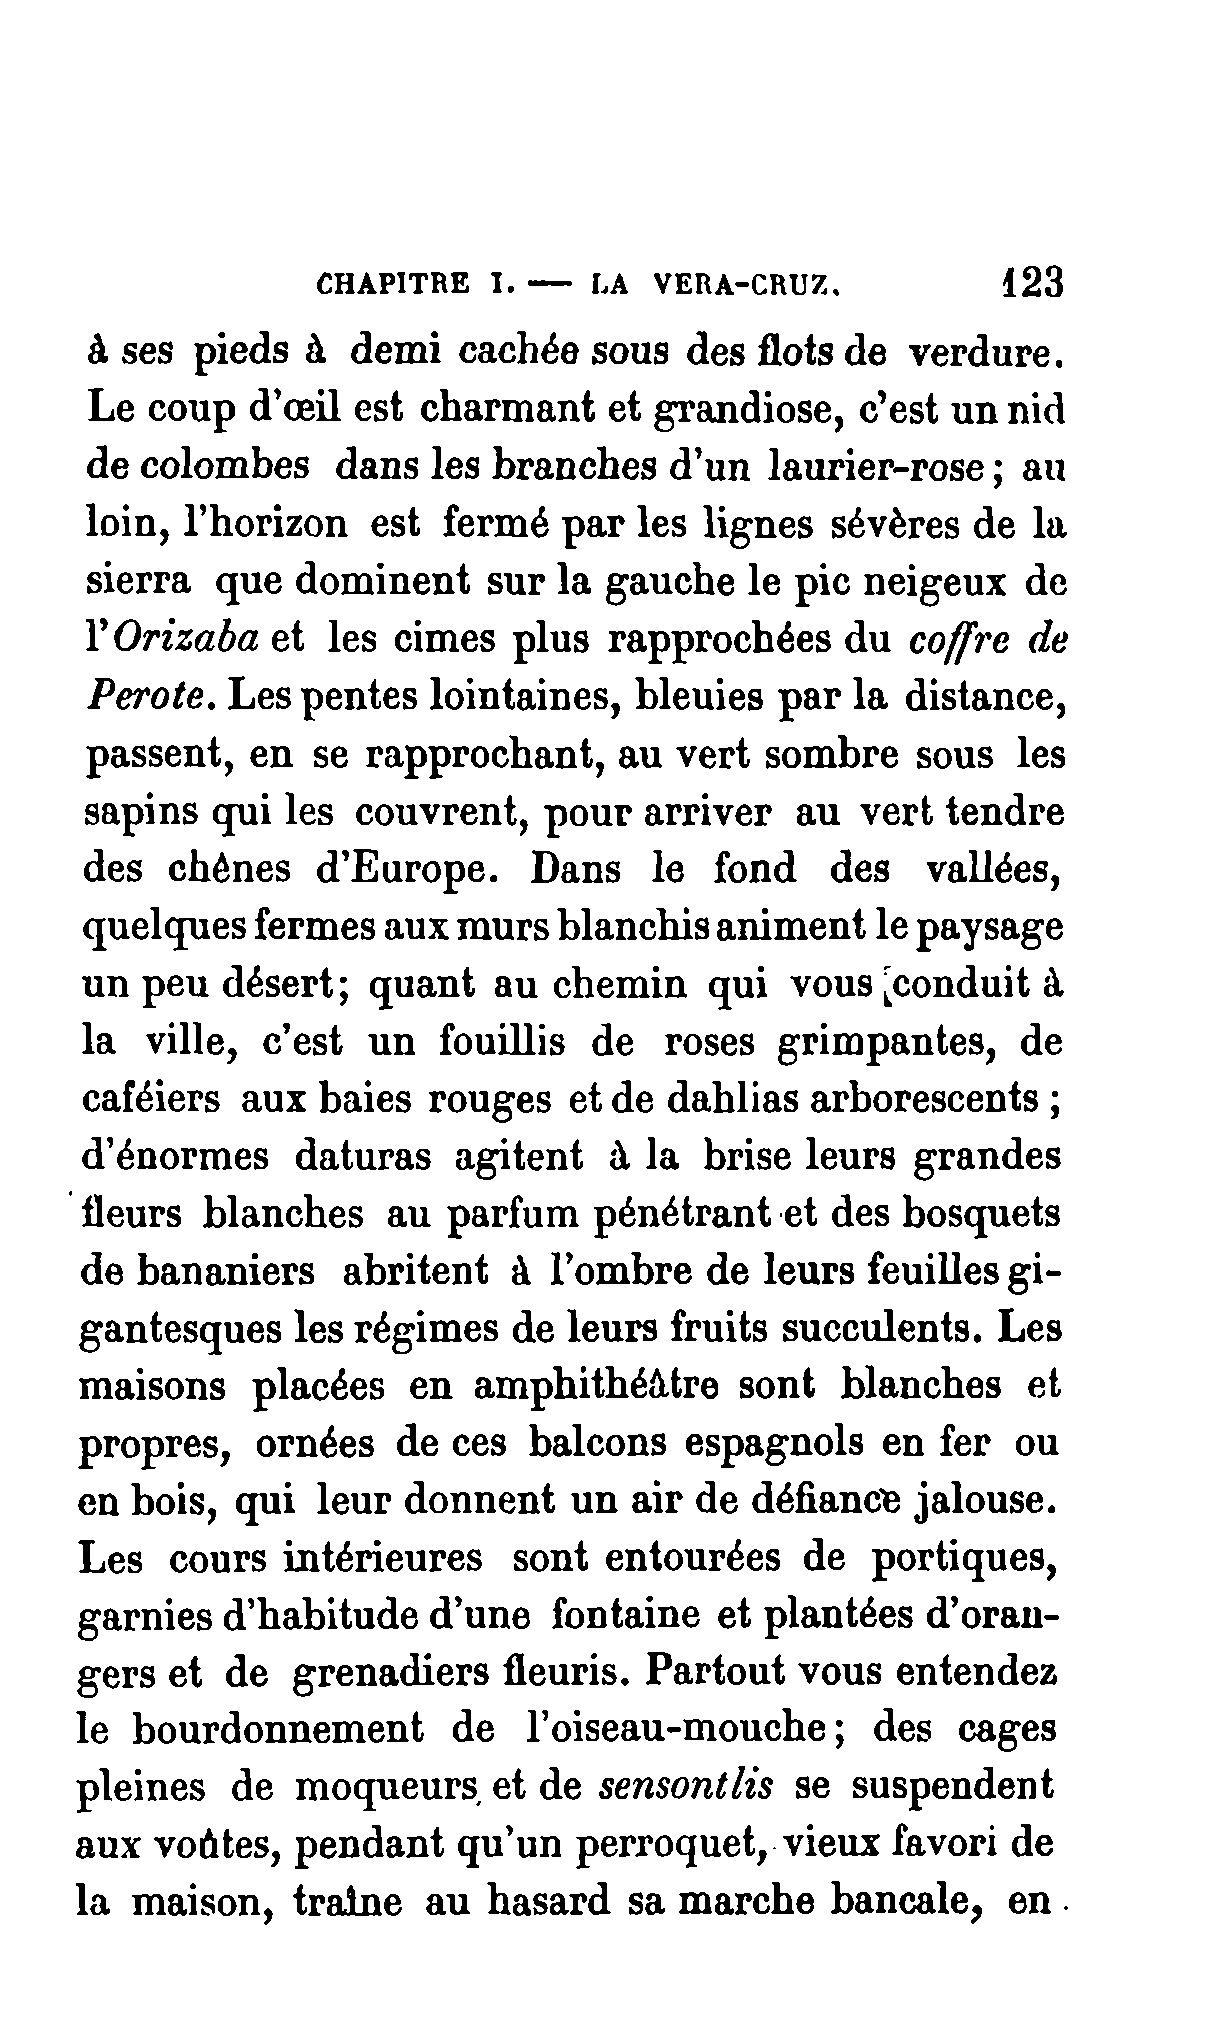 CHAPITRE I. — LA VERA-CRUZ. 123
à ses pieds à demi cachée sous des flots de verdure.
Le coup d'œil est charmant et grandiose, c'est un nid
de colombes dans les branches d'un laurier-rose ; au
loin, l'horizon est fermé par les lignes sévères de la
sierra que dominent sur la gauche le pic neigeux de
l'Orizaba et les cimes plus rapprochées du coffre de
Perote. Les pentes lointaines, bleuies par la distance,
passent, en se rapprochant, au vert sombre sous les
sapins qui les couvrent, pour arriver au vert tendre
des chênes d'Europe. Dans le fond des vallées,
quelques fermes aux murs blanchis animent le paysage
un peu désert; quant au chemin qui vous conduit à
la ville, c'est un fouillis de roses grimpantes, de
caféiers aux baies rouges et de dahlias arborescents ;
d'énormes daturas agitent à la brise leurs grandes
fleurs blanches au parfum pénétrant et des bosquets
de bananiers abritent à l'ombre de leurs feuilles gi-
gantesques les régimes de leurs fruits succulents. Les
maisons placées en amphithéâtre sont blanches et
propres, ornées de ces balcons espagnols en fer ou
en bois, qui leur donnent un air de défiance jalouse.
Les cours intérieures sont entourées de portiques,
garnies d'habitude d'une fontaine et plantées d'oran-
gers et de grenadiers fleuris. Partout vous entendez
le bourdonnement de l'oiseau-mouche ; des cages
pleines de moqueurs et de sensontlis se suspendent
aux voûtes, pendant qu'un perroquet, vieux favori de
la maison, traîne au hasard sa marche bancale, en